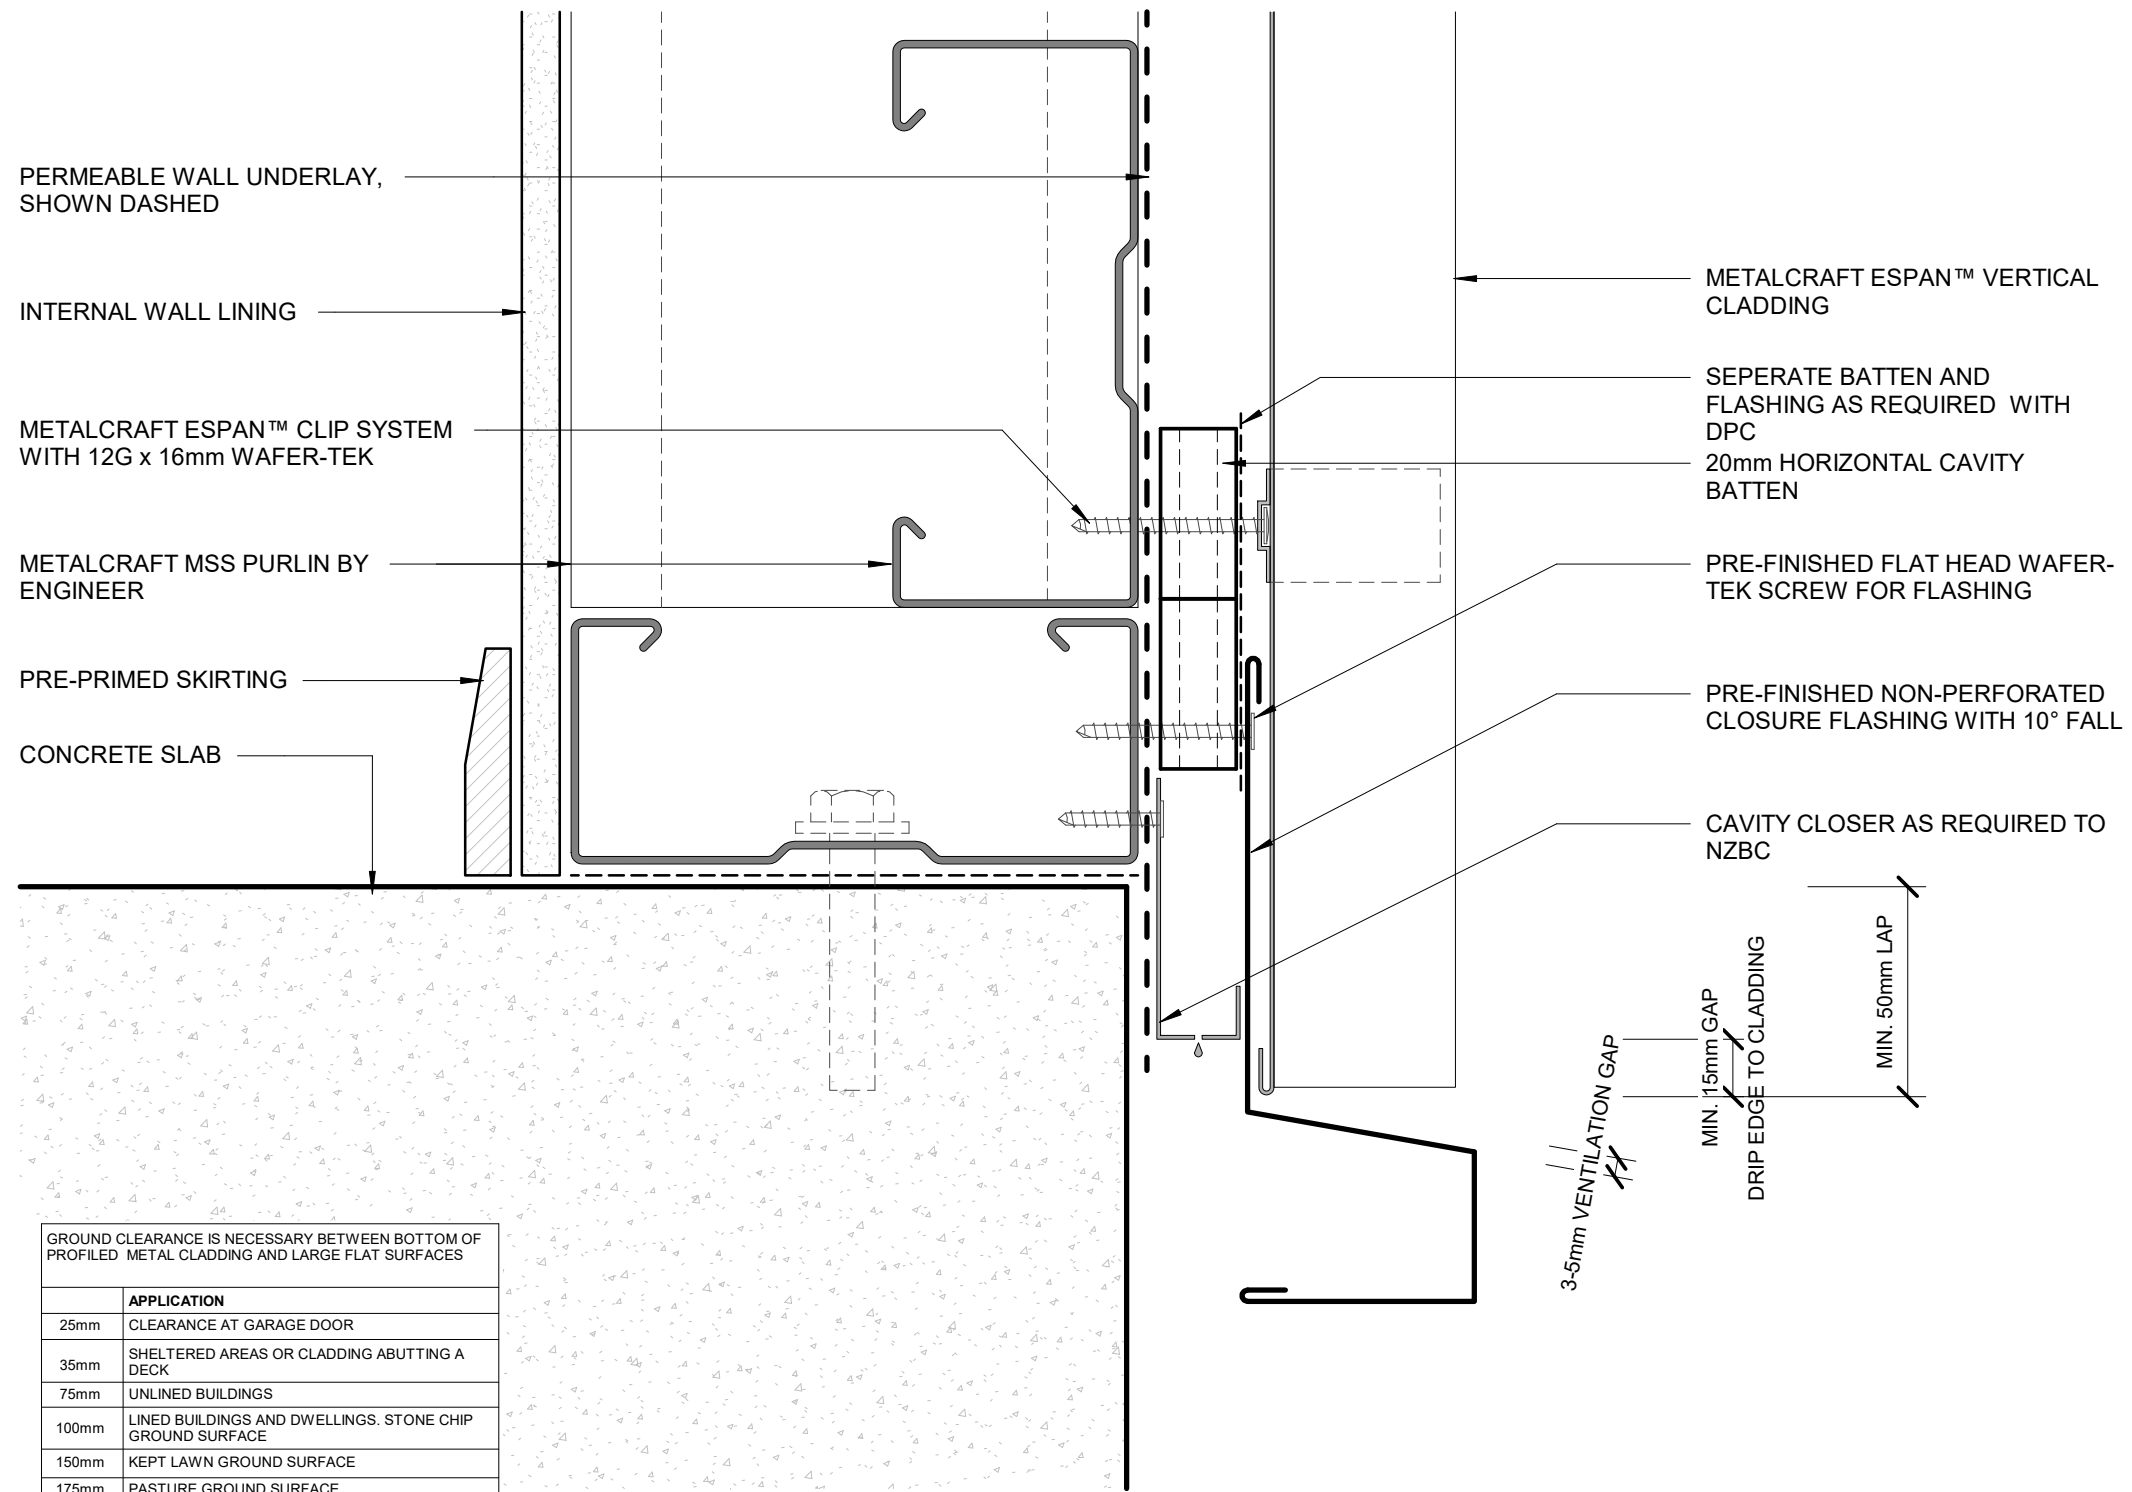 PERMEABLE WALL UNDERLAY,
SHOWN DASHED
INTERNAL WALL LINING
METALCRAFT ESPAN™ CLIP SYSTEM
WITH 12G x 16mm WAFER-TEK
METALCRAFT MSS PURLIN BY
ENGINEER
PRE-PRIMED SKIRTING
CONCRETE SLAB
METALCRAFT ESPAN™ VERTICAL
CLADDING
SEPERATE BATTEN AND
FLASHING AS REQUIRED WITH
DPC
20mm HORIZONTAL CAVITY
BATTEN
PRE-FINISHED FLAT HEAD WAFER-
TEK SCREW FOR FLASHING
PRE-FINISHED NON-PERFORATED
CLOSURE FLASHING WITH 10° FALL
CAVITY CLOSER AS REQUIRED TO
NZBC
3-5mm VENTILATION GAP
MIN. 15mm GAP
DRIP EDGE TO CLADDING
MIN. 50mm LAP
GROUND CLEARANCE IS NECESSARY BETWEEN BOTTOM OF
PROFILED METAL CLADDING AND LARGE FLAT SURFACES
APPLICATION
25mm CLEARANCE AT GARAGE DOOR
35mm SHELTERED AREAS OR CLADDING ABUTTING A
DECK
75mm UNLINED BUILDINGS
100mm LINED BUILDINGS AND DWELLINGS. STONE CHIP
GROUND SURFACE
150mm KEPT LAWN GROUND SURFACE
175mm PASTURE GROUND SURFACE